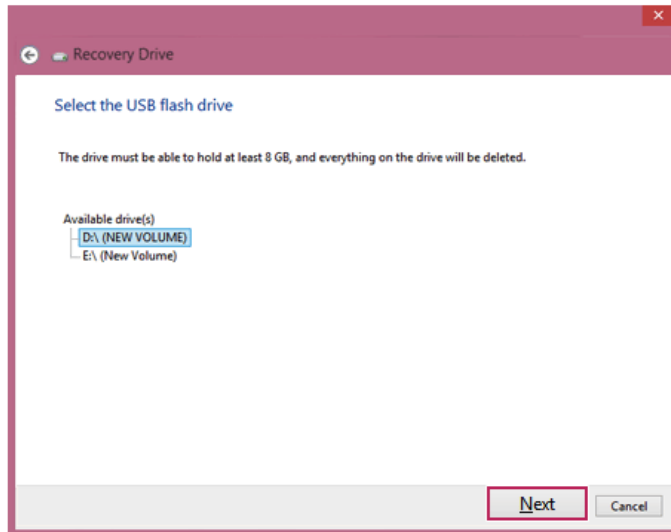 Recovery Drive
Select the USB flash drive
The drive must be able to hold at least 8 GB, and everything on the drive will be deleted.
Available drive(s)
D:\ (NEW VOLUME)
E:\ (New Volume)
Next
Cancel